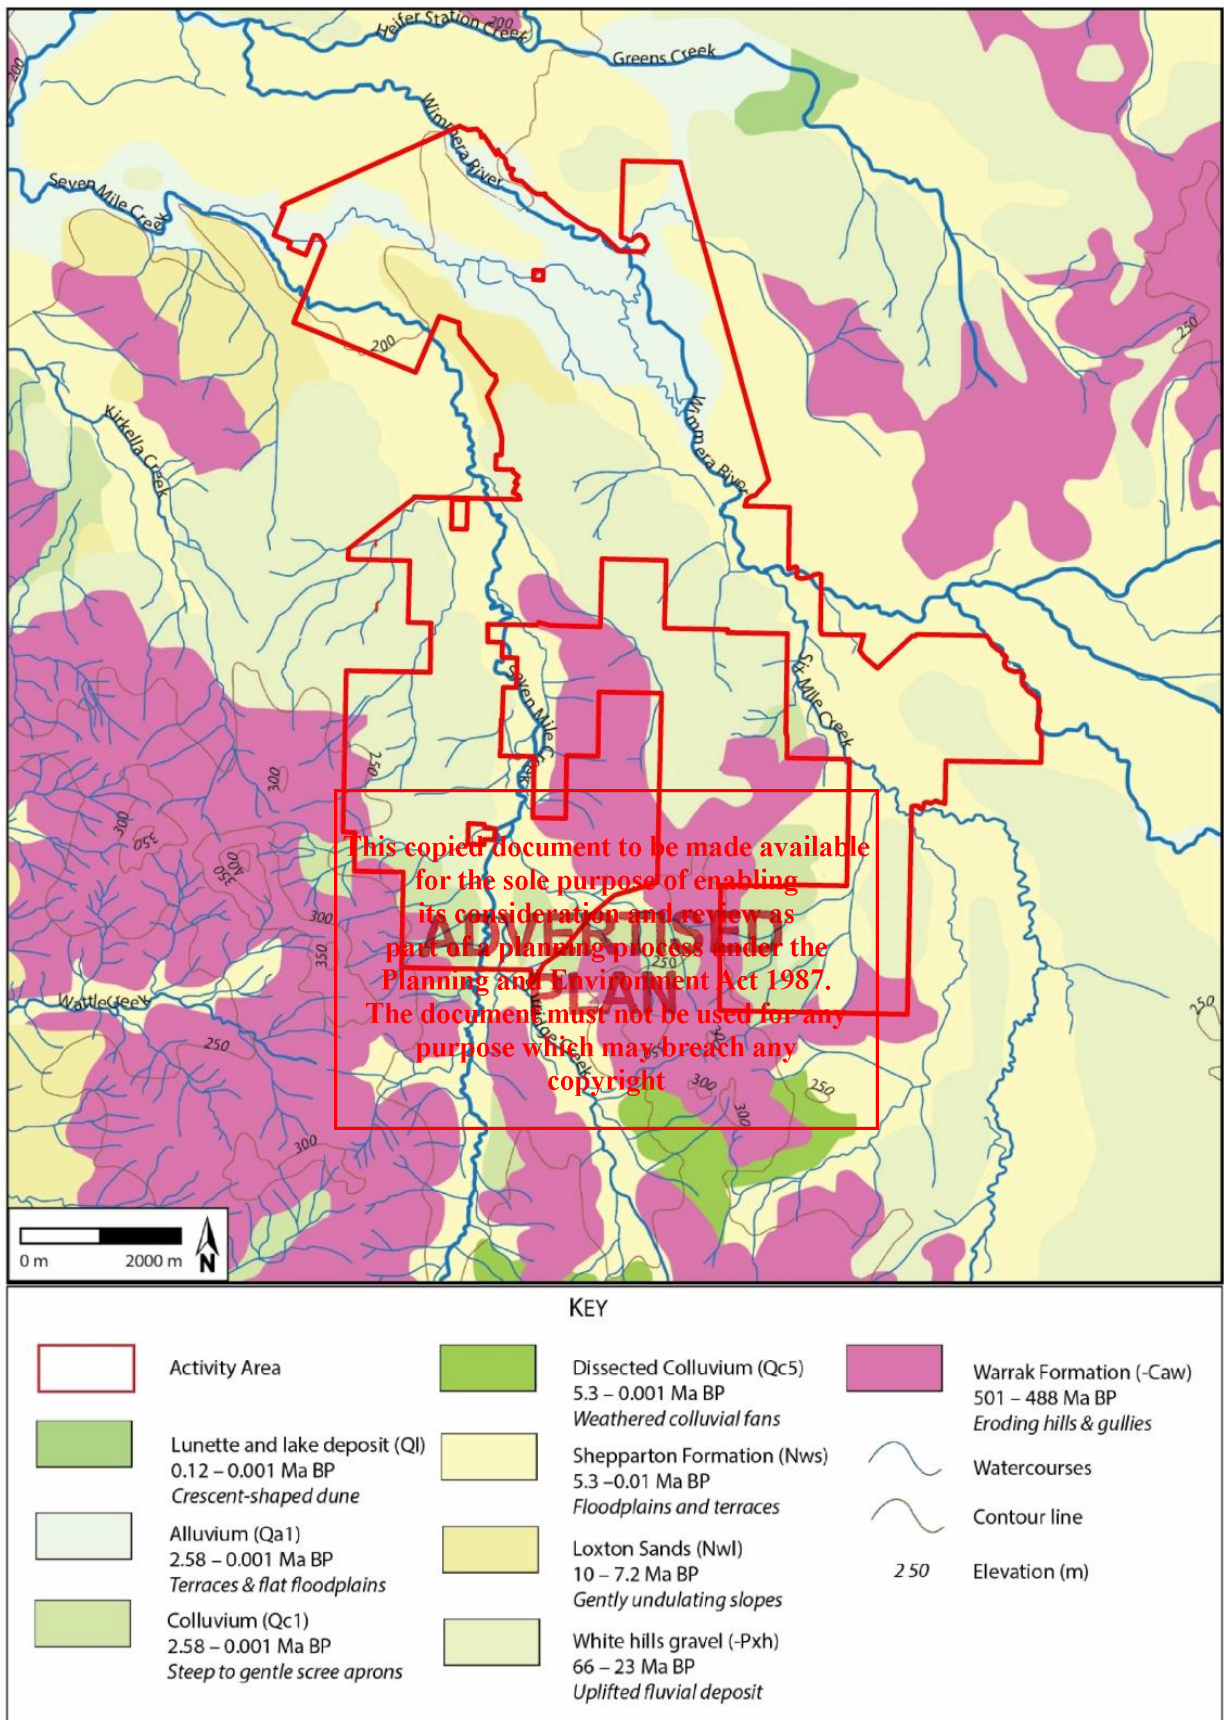 Heifer Station Creek
200
Greens Creek
200
Wimmera River
Seven Mile Creek
200
250
Kirkella Creek
Wimmera River
Six Mile Creek
Seven Mile Creek
250
300
300
350
400
350
300
350
This copied document to be made available
for the sole purpose of enabling
its consideration and review as
part of a planning process under the
Planning and Environment Act 1987.
The document must not be used for any
purpose which may breach any
copyright
ADVERTISED
PLAN
250
Wattle Creek
250
250
300
300
250
300
0 m
2000 m
N
KEY
Activity Area
Lunette and lake deposit (Ql)
0.12 – 0.001 Ma BP
Crescent-shaped dune
Alluvium (Qa1)
2.58 – 0.001 Ma BP
Terraces & flat floodplains
Colluvium (Qc1)
2.58 – 0.001 Ma BP
Steep to gentle scree aprons
Dissected Colluvium (Qc5)
5.3 – 0.001 Ma BP
Weathered colluvial fans
Shepparton Formation (Nws)
5.3 –0.01 Ma BP
Floodplains and terraces
Loxton Sands (Nwl)
10 – 7.2 Ma BP
Gently undulating slopes
White hills gravel (-Pxh)
66 – 23 Ma BP
Uplifted fluvial deposit
Warrak Formation (-Caw)
501 – 488 Ma BP
Eroding hills & gullies
Watercourses
Contour line
2 50
Elevation (m)